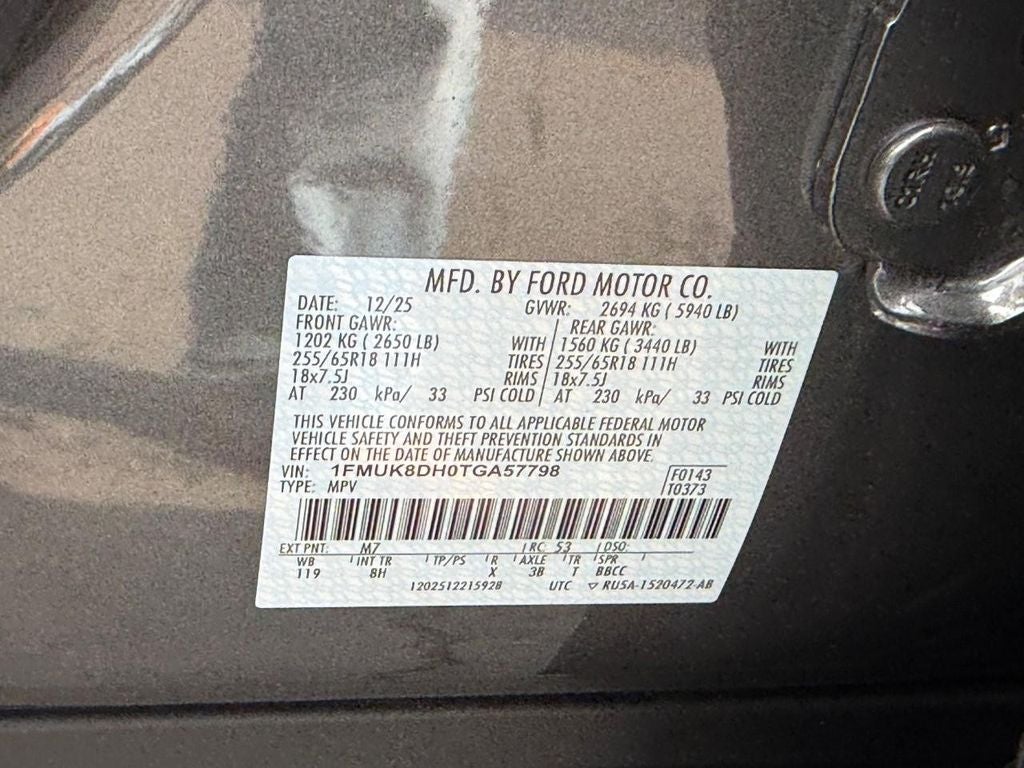 MFD. BY FORD MOTOR CO.
DATE: 12/25 GVWR: 2694 KG ( 5940 LB)
FRONT GAWR: REAR GAWR:
1202 KG ( 2650 LB) WITH 1560 KG ( 3440 LB) WITH
255/65R18 111H TIRES 255/65R18 111H TIRES
18x7.5J RIMS 18x7.5J RIMS
AT 230 kPa/ 33 PSI COLD AT 230 kPa/ 33 PSI COLD
THIS VEHICLE CONFORMS TO ALL APPLICABLE FEDERAL MOTOR
VEHICLE SAFETY AND THEFT PREVENTION STANDARDS IN
EFFECT ON THE DATE OF MANUFACTURE SHOWN ABOVE.
VIN: 1FMUK8DH0TGA57798 F0143
TYPE: MPV T0373
EXT PNT: M7 RC: 53 DSO:
WB INT TR TP/PS R AXLE TR SPR
119 8H X 3B T BBCC
12025122159​28 UTC ▽ RU5A-1520472-AB